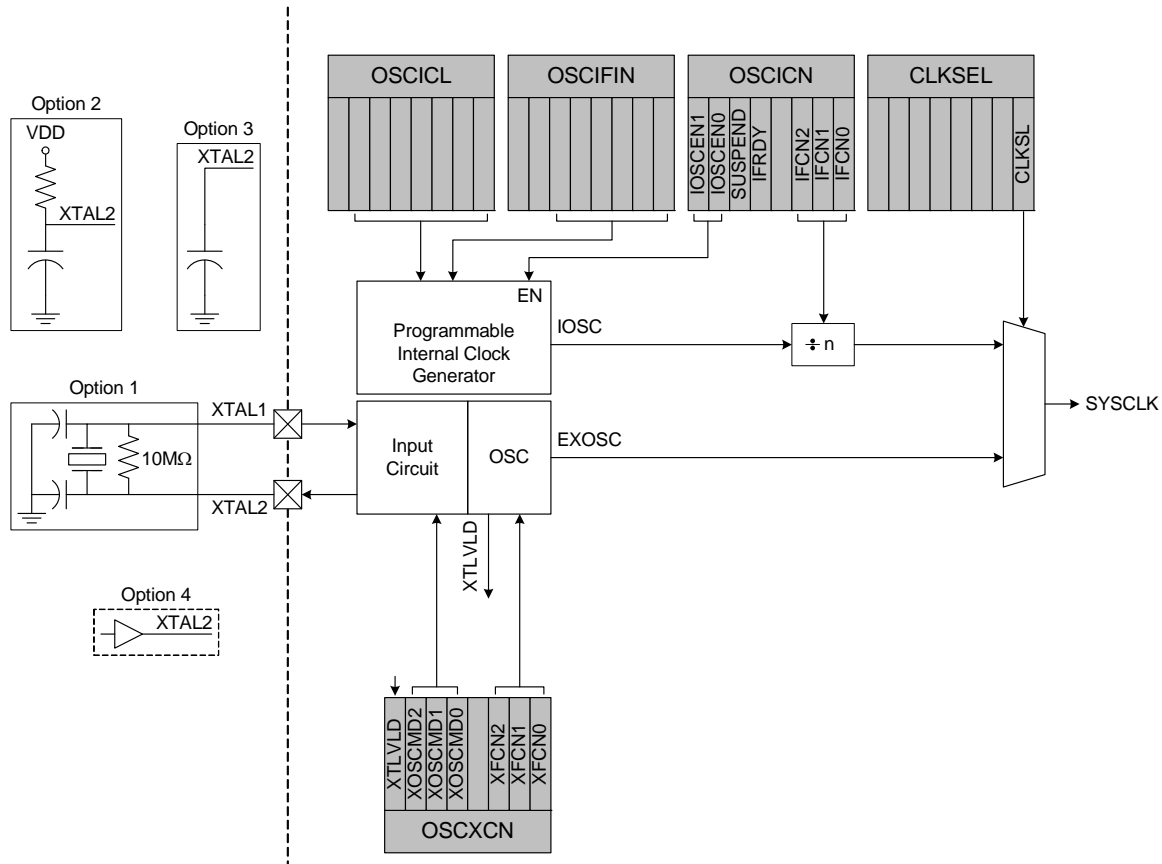 OSCICL
OSCIFIN
OSCICN
CLKSEL
IOSCEN1
IOSCEN0
SUSPEND
IFRDY
IFCN2
IFCN1
IFCN0
CLKSL
Option 2
VDD
XTAL2
Option 3
XTAL2
EN
Programmable
Internal Clock
Generator
IOSC
÷ n
SYSCLK
Option 1
XTAL1
10MΩ
XTAL2
Input
Circuit
OSC
EXOSC
XTLVLD
Option 4
XTAL2
XTLVLD
XOSCMD2
XOSCMD1
XOSCMD0
XFCN2
XFCN1
XFCN0
OSCXCN